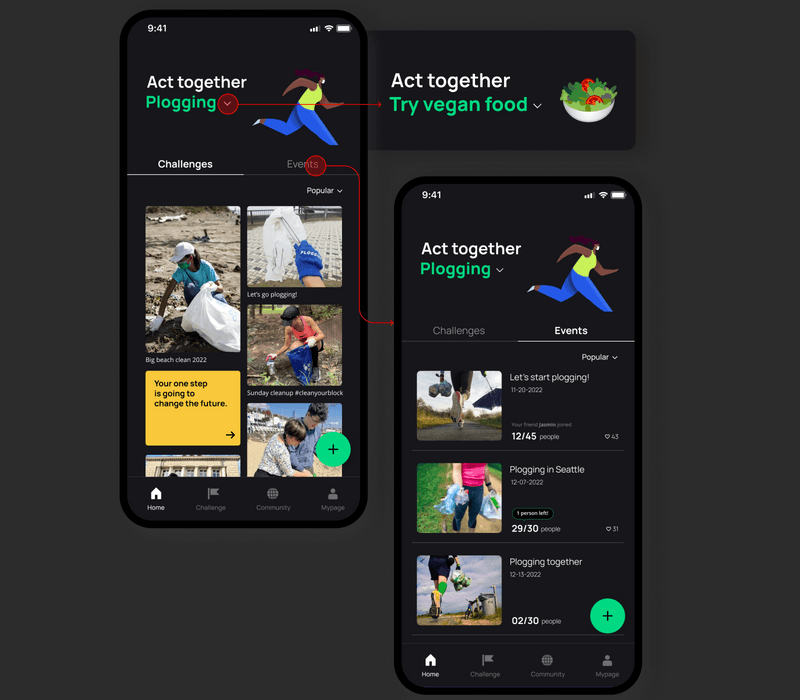 9:41
Act together
Plogging
Challenges
Events
Popular
PLOGGING
Let's go plogging!
Big beach clean 2022
Sunday cleanup #cleanyourblock
Your one step
is going to
change the future.
Home
Challenge
Community
Mypage
Act together
Try vegan food
9:41
Act together
Plogging
Challenges
Events
Popular
Let's start plogging!
11-20-2022
Your friend Jasmin joined
12/45 people
43
Plogging in Seattle
12-07-2022
1 person left!
29/30 people
31
Plogging together
12-13-2022
02/30 people
Home
Challenge
Community
Mypage